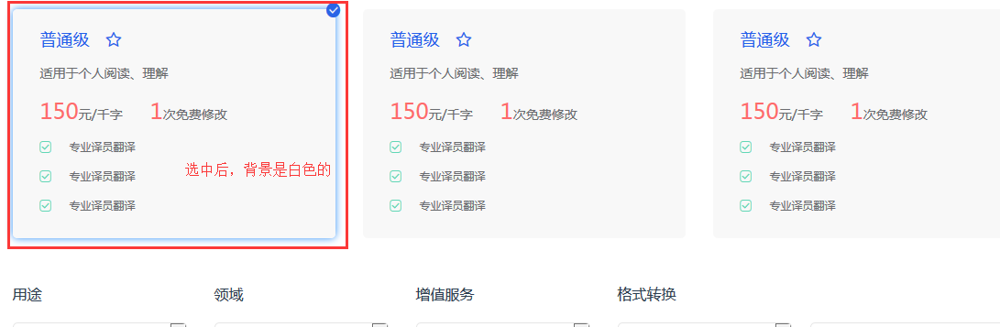 普通级 普通级 普通级
适用于个人阅读、理解 适用于个人阅读、理解 适用于个人阅读、理解
150元/千字 1次免费修改 150元/千字 1次免费修改 150元/千字 1次免费修改
专业译员翻译 专业译员翻译 专业译员翻译
选中后，背景是白色的
专业译员翻译 专业译员翻译 专业译员翻译
专业译员翻译 专业译员翻译 专业译员翻译
用途 领域 增值服务 格式转换